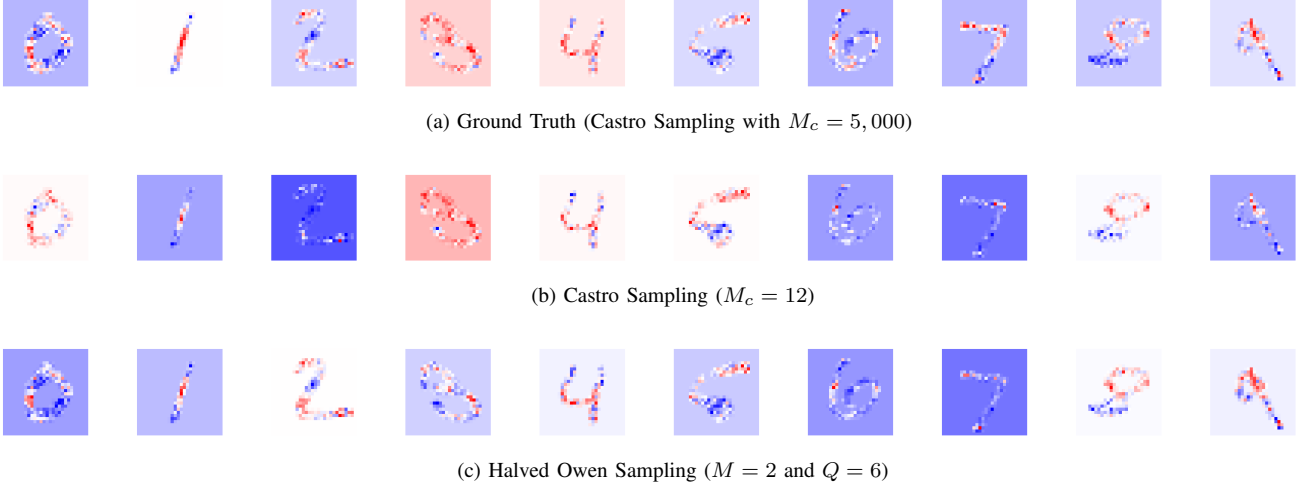 (a) Ground Truth (Castro Sampling with $M_c = 5,000$)
(b) Castro Sampling ($M_c = 12$)
(c) Halved Owen Sampling ($M = 2$ and $Q = 6$)